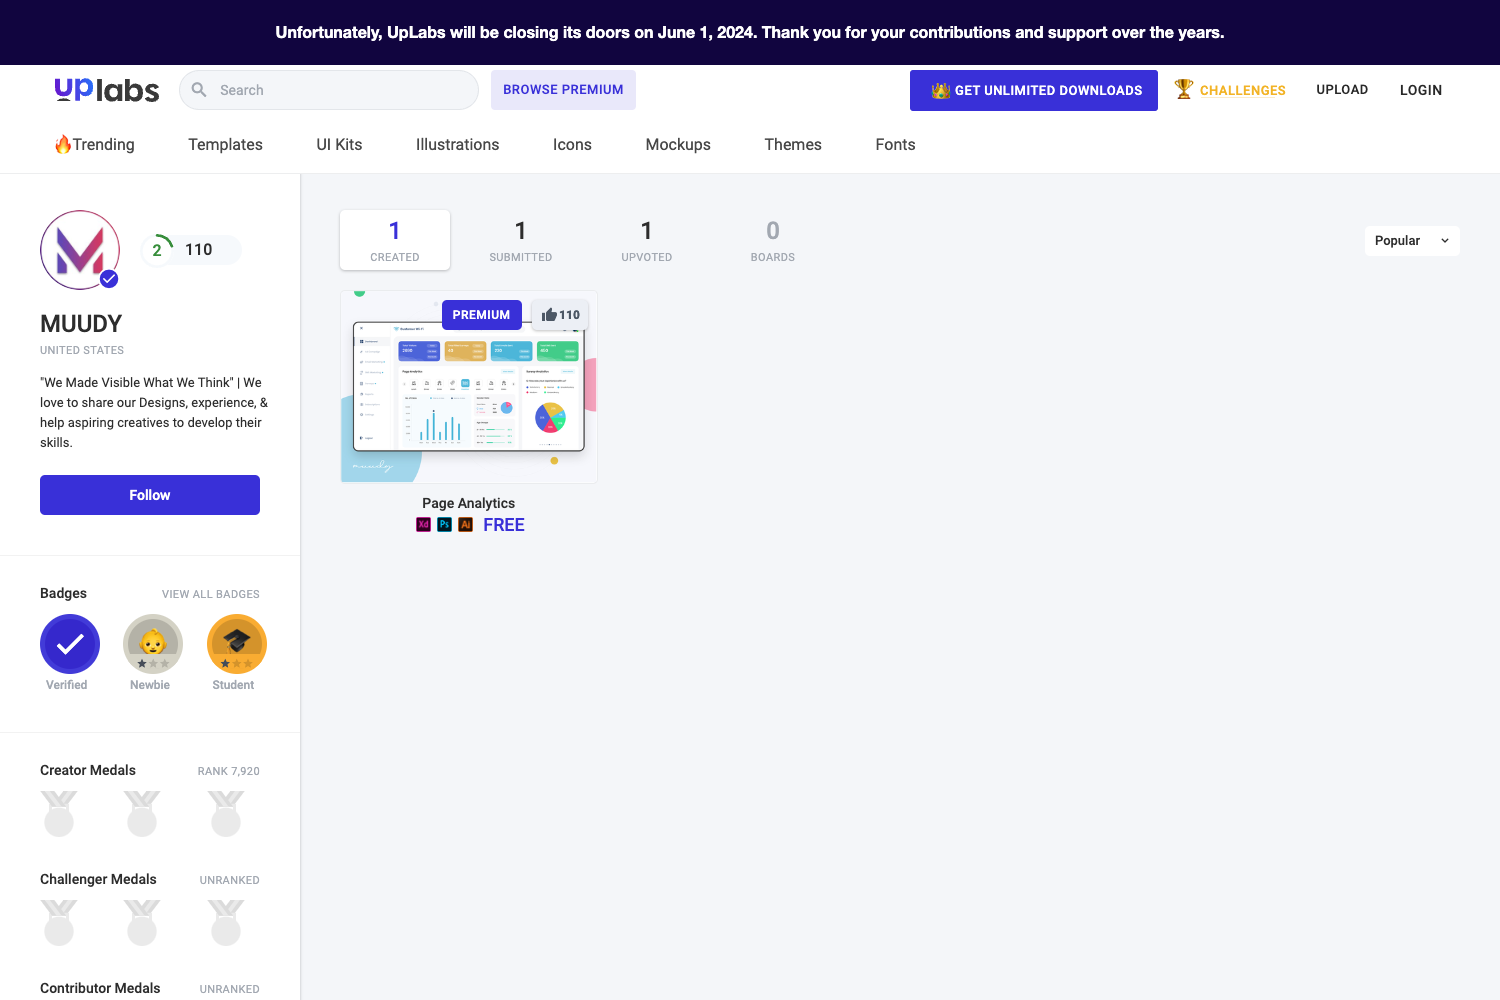 Unfortunately, UpLabs will be closing its doors on June 1, 2024. Thank you for your contributions and support over the years.
uplabs
Search
BROWSE PREMIUM
GET UNLIMITED DOWNLOADS
CHALLENGES
UPLOAD
LOGIN
Trending
Templates
UI Kits
Illustrations
Icons
Mockups
Themes
Fonts
2
110
MUUDY
UNITED STATES
"We Made Visible What We Think" | We
love to share our Designs, experience, &
help aspiring creatives to develop their
skills.
Follow
Badges
VIEW ALL BADGES
Verified
Newbie
Student
Creator Medals
RANK 7,920
Challenger Medals
UNRANKED
Contributor Medals
UNRANKED
1
CREATED
1
SUBMITTED
1
UPVOTED
0
BOARDS
Popular
PREMIUM
110
Page Analytics
muudy
Page Analytics
Xd
Ps
Ai
FREE